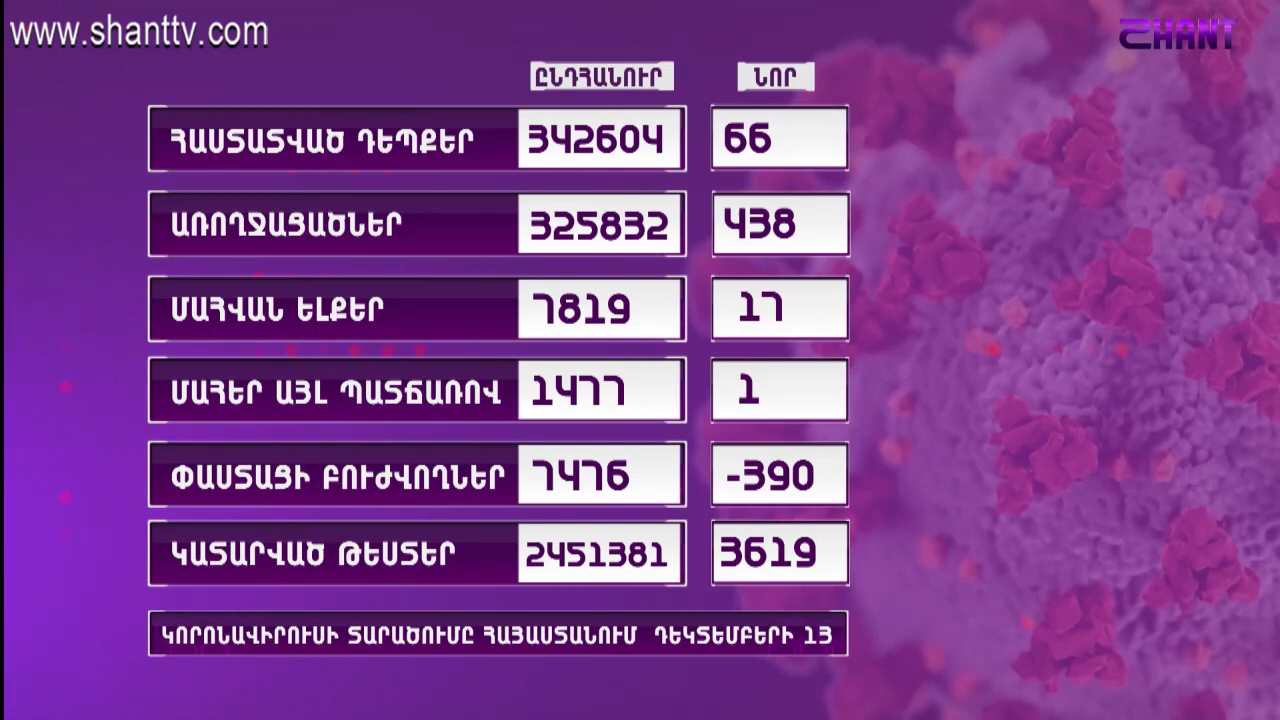 www.shanttv.com
SHANT
ԸՆԴՀԱՆՈՒՐ ՆՈՐ
ՀԱՍՏԱՏՎԱԾ ԴԵՊՔԵՐ 342604 66
ԱՌՈՂՋԱՑԱԾՆԵՐ 325832 438
ՄԱՀՎԱՆ ԵԼՔԵՐ 7819 17
ՄԱՀԵՐ ԱՅԼ ՊԱՏՃԱՌՈՎ 1477 1
ՓԱՍՏԱՑԻ ԲՈՒԺՎՈՂՆԵՐ 7476 -390
ԿԱՏԱՐՎԱԾ ԹԵՍՏԵՐ 2451381 3619
ԿՈՐՈՆԱՎԻՐՈՒՍԻ ՏԱՐԱԾՈՒՄԸ ՀԱՅԱՍՏԱՆՈՒՄ ԴԵԿՏԵՄԲԵՐԻ 13